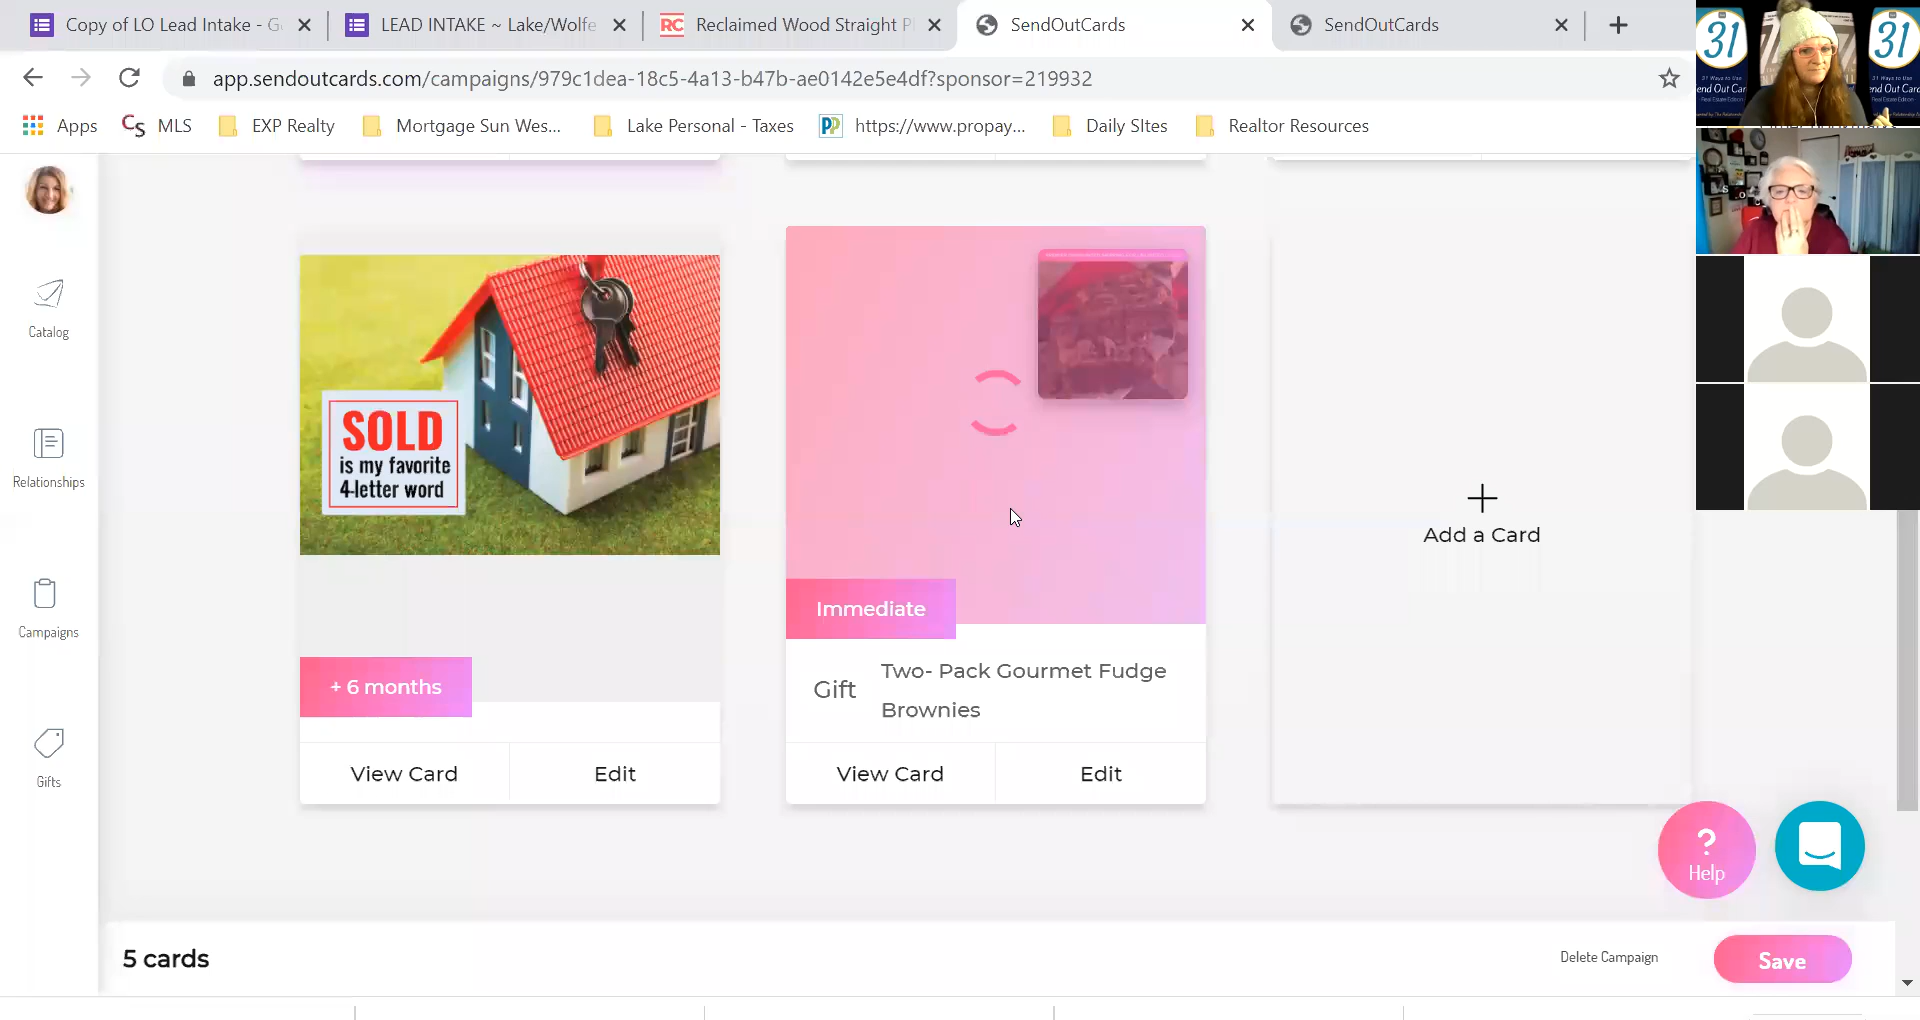 Copy of LO Lead Intake - G
LEAD INTAKE ~ Lake/Wolfe
RC
Reclaimed Wood Straight P
SendOutCards
SendOutCards
app.sendoutcards.com/campaigns/979c1dea-18c5-4a13-b47b-ae0142e5e4df?sponsor=219932
Apps
CS
MLS
EXP Realty
Mortgage Sun Wes...
Lake Personal - Taxes
PP
https://www.propay...
Daily SItes
Realtor Resources
31
31
Catalog
Relationships
Campaigns
Gifts
SOLD
is my favorite
4-letter word
+ 6 months
View Card
Edit
Immediate
Gift
Two- Pack Gourmet Fudge
Brownies
View Card
Edit
+
Add a Card
?
Help
5 cards
Delete Campaign
Save